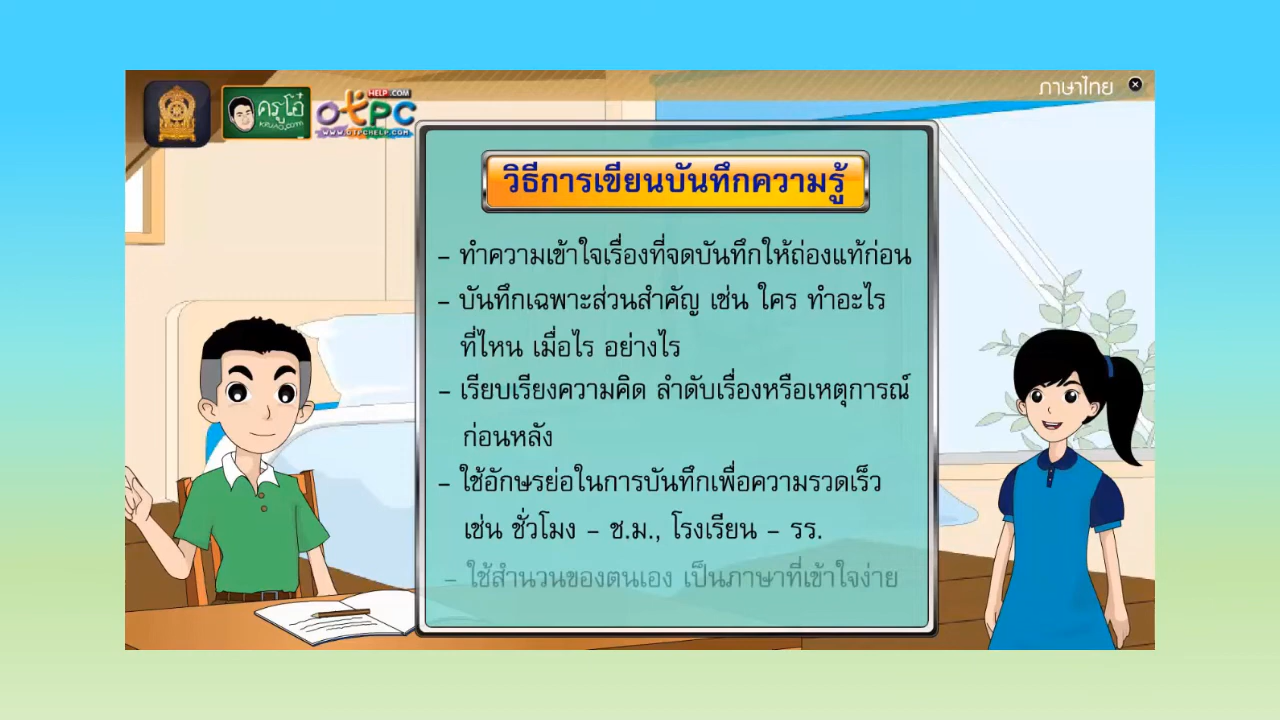 ภาษาไทย
ครูโอ๋
KRUAO.COM
HELP.COM
OTPC
WWW.OTPCHELP.COM
วิธีการเขียนบันทึกความรู้
– ทำความเข้าใจเรื่องที่จดบันทึกให้ถ่องแท้ก่อน
– บันทึกเฉพาะส่วนสำคัญ เช่น ใคร ทำอะไร
ที่ไหน เมื่อไร อย่างไร
– เรียบเรียงความคิด ลำดับเรื่องหรือเหตุการณ์
ก่อนหลัง
– ใช้อักษรย่อในการบันทึกเพื่อความรวดเร็ว
เช่น ชั่วโมง – ช.ม., โรงเรียน – รร.
– ใช้สำนวนของตนเอง เป็นภาษาที่เข้าใจง่าย